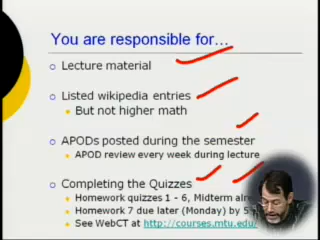 You are responsible for…
Lecture material
Listed wikipedia entries
But not higher math
APODs posted during the semester
APOD review every week during lecture
Completing the Quizzes
Homework quizzes 1 - 6, Midterm
Homework 7 due later (Monday) by 5
See WebCT at http://courses.mtu.edu/